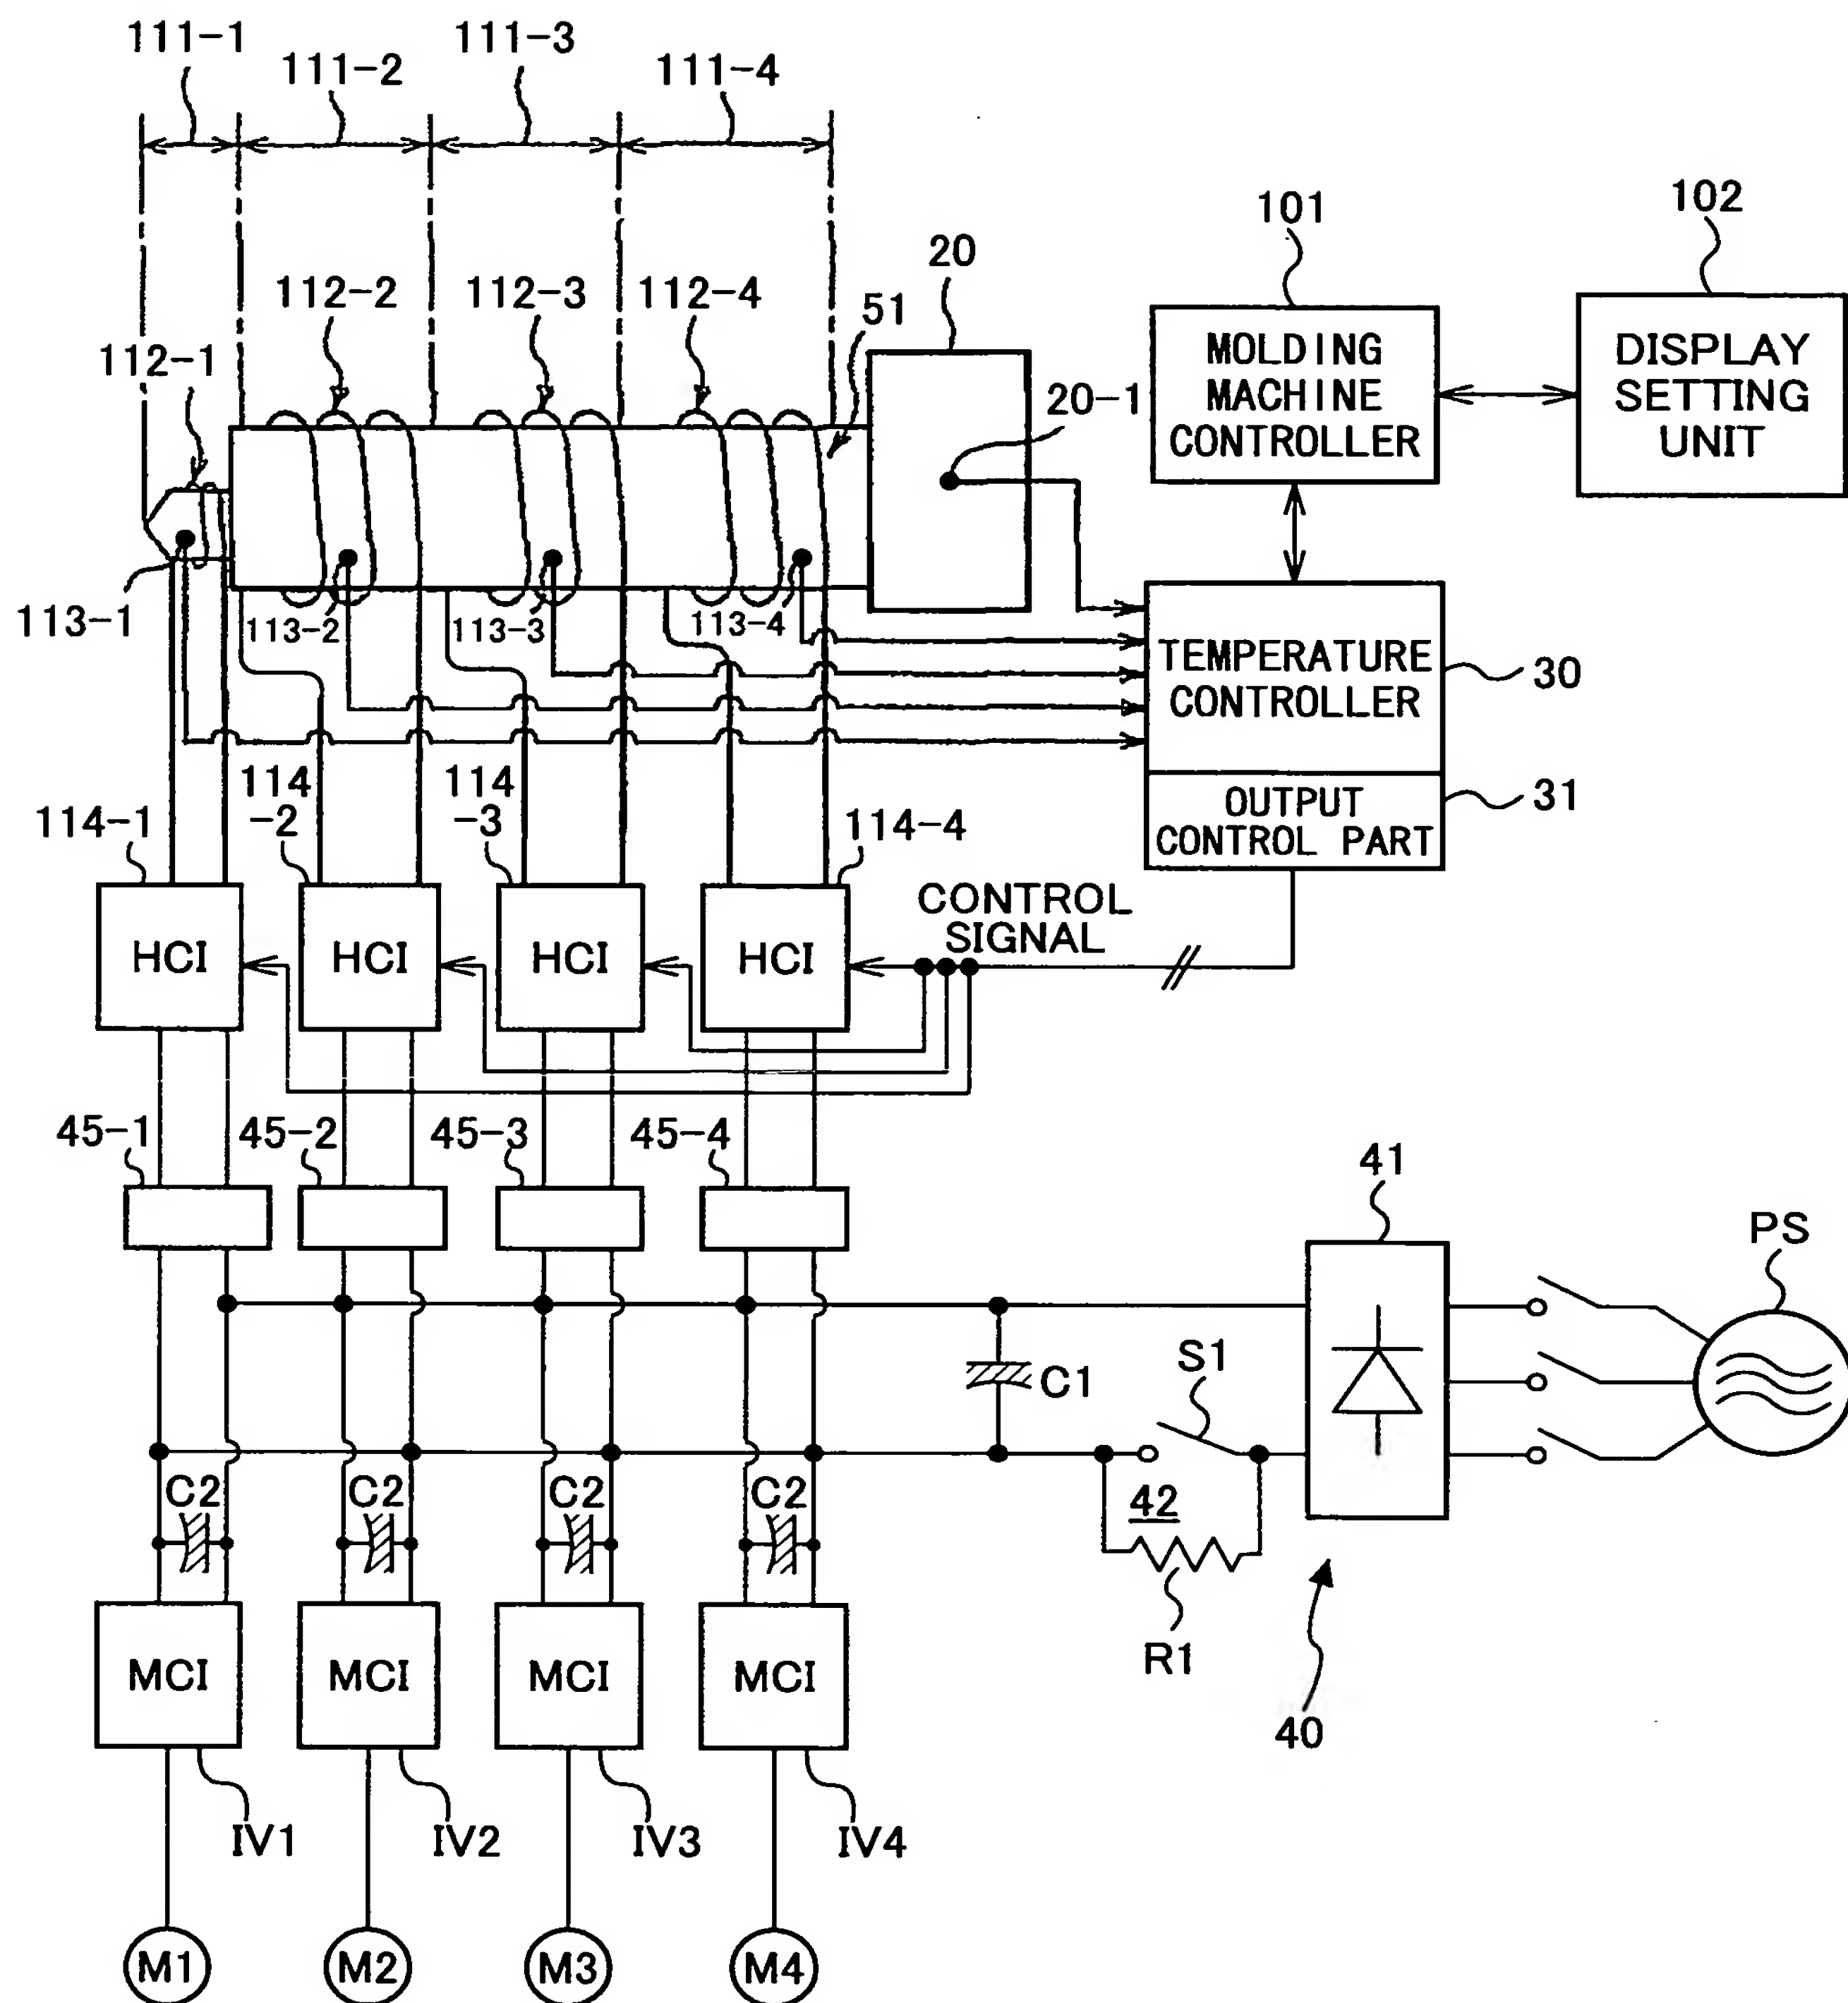 111-1
111-2
111-3
111-4
101
102
20
112-2
112-3
112-4
51
112-1
20-1
MOLDING
MACHINE
CONTROLLER
DISPLAY
SETTING
UNIT
113-1
113-2
113-3
113-4
TEMPERATURE
CONTROLLER
30
OUTPUT
CONTROL PART
31
114-1
114
-2
114
-3
114-4
CONTROL
SIGNAL
HCI
HCI
HCI
HCI
45-1
45-2
45-3
45-4
41
PS
C1
S1
C2
C2
C2
C2
42
R1
40
MCI
MCI
MCI
MCI
IV1
IV2
IV3
IV4
M1
M2
M3
M4